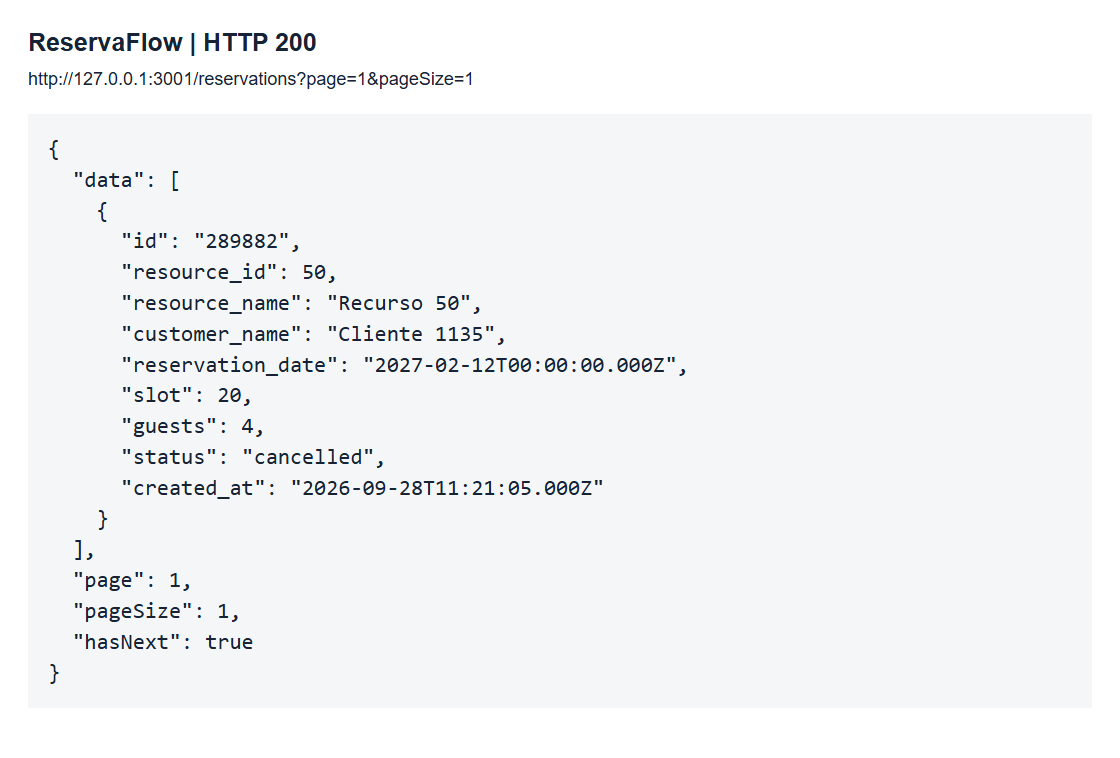 ReservaFlow | HTTP 200
http://127.0.0.1:3001/reservations?page=1&pageSize=1
{
  "data": [
    {
      "id": "289882",
      "resource_id": 50,
      "resource_name": "Recurso 50",
      "customer_name": "Cliente 1135",
      "reservation_date": "2027-02-12T00:00:00.000Z",
      "slot": 20,
      "guests": 4,
      "status": "cancelled",
      "created_at": "2026-09-28T11:21:05.000Z"
    }
  ],
  "page": 1,
  "pageSize": 1,
  "hasNext": true
}